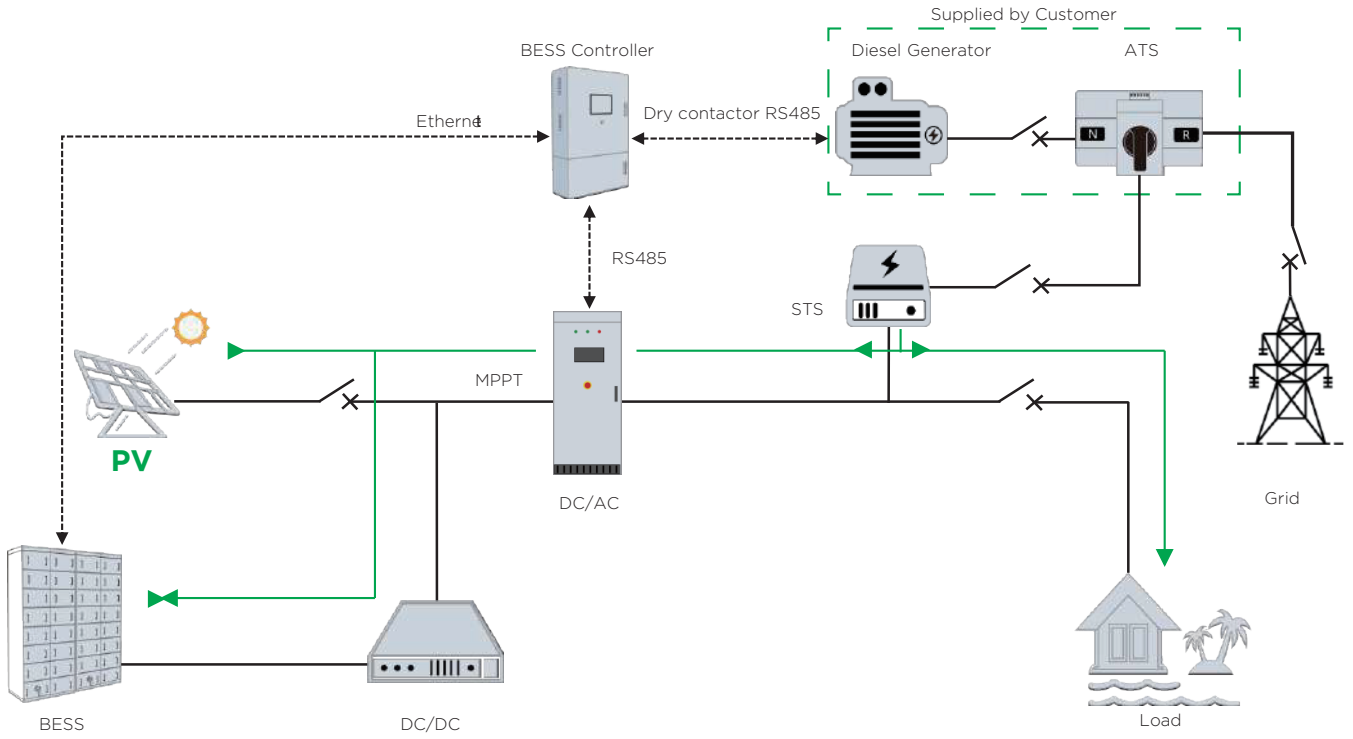 Supplied by Customer
BESS Controller
Diesel Generator
ATS
Ethernet
Dry contactor RS485
N
R
RS485
STS
MPPT
PV
DC/AC
Grid
BESS
DC/DC
Load